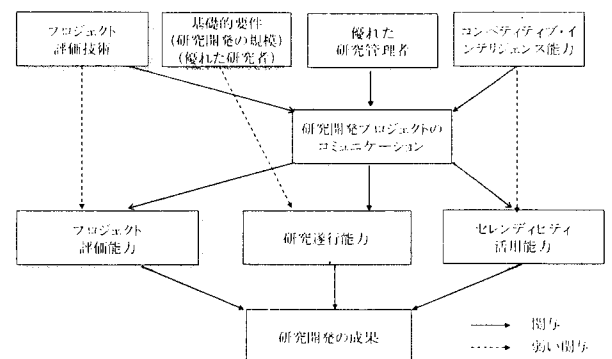 プロジェクト
評価技術
基礎的要件
(研究開発の規模)
(優れた研究者)
優れた
研究管理者
コンペティティブ・イ
ンテリジェンス能力
研究開発プロジェクトの
コミュニケーション
プロジェクト
評価能力
研究遂行能力
セレンディピティ
活用能力
研究開発の成果
関与
弱い関与